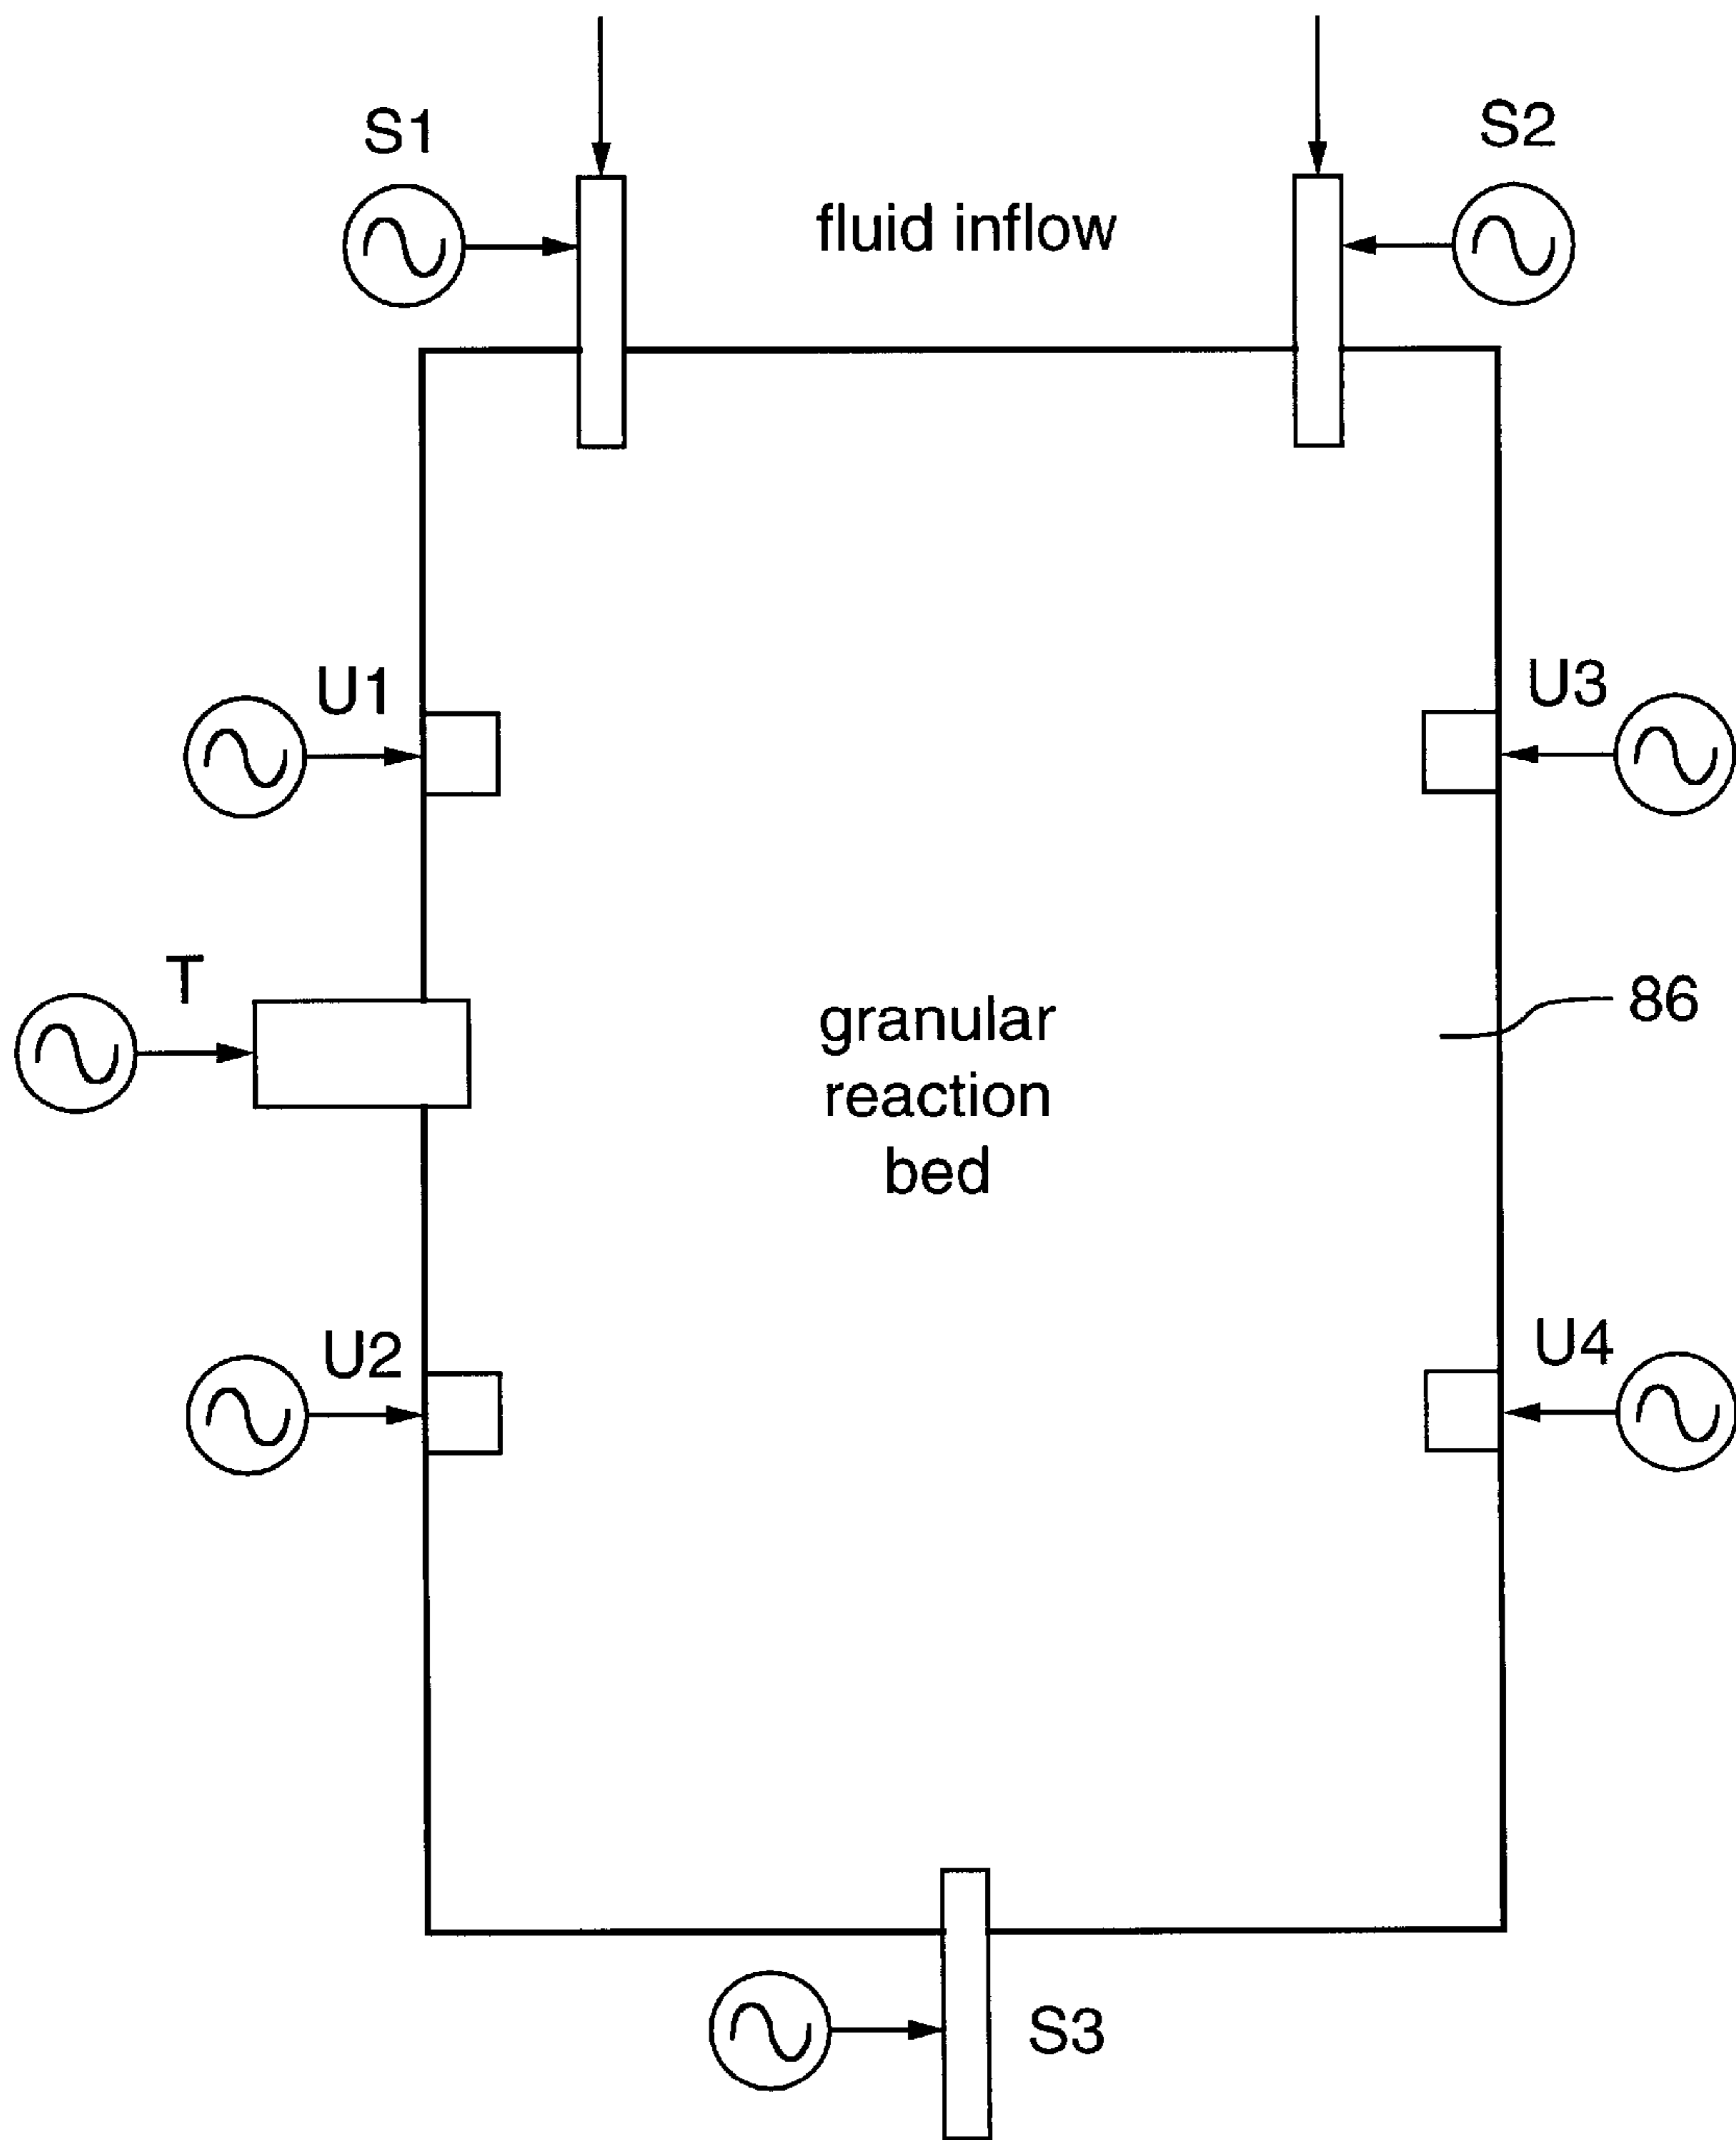 S1
S2
fluid inflow
U1
U3
T
86
granular
reaction
bed
U2
U4
S3